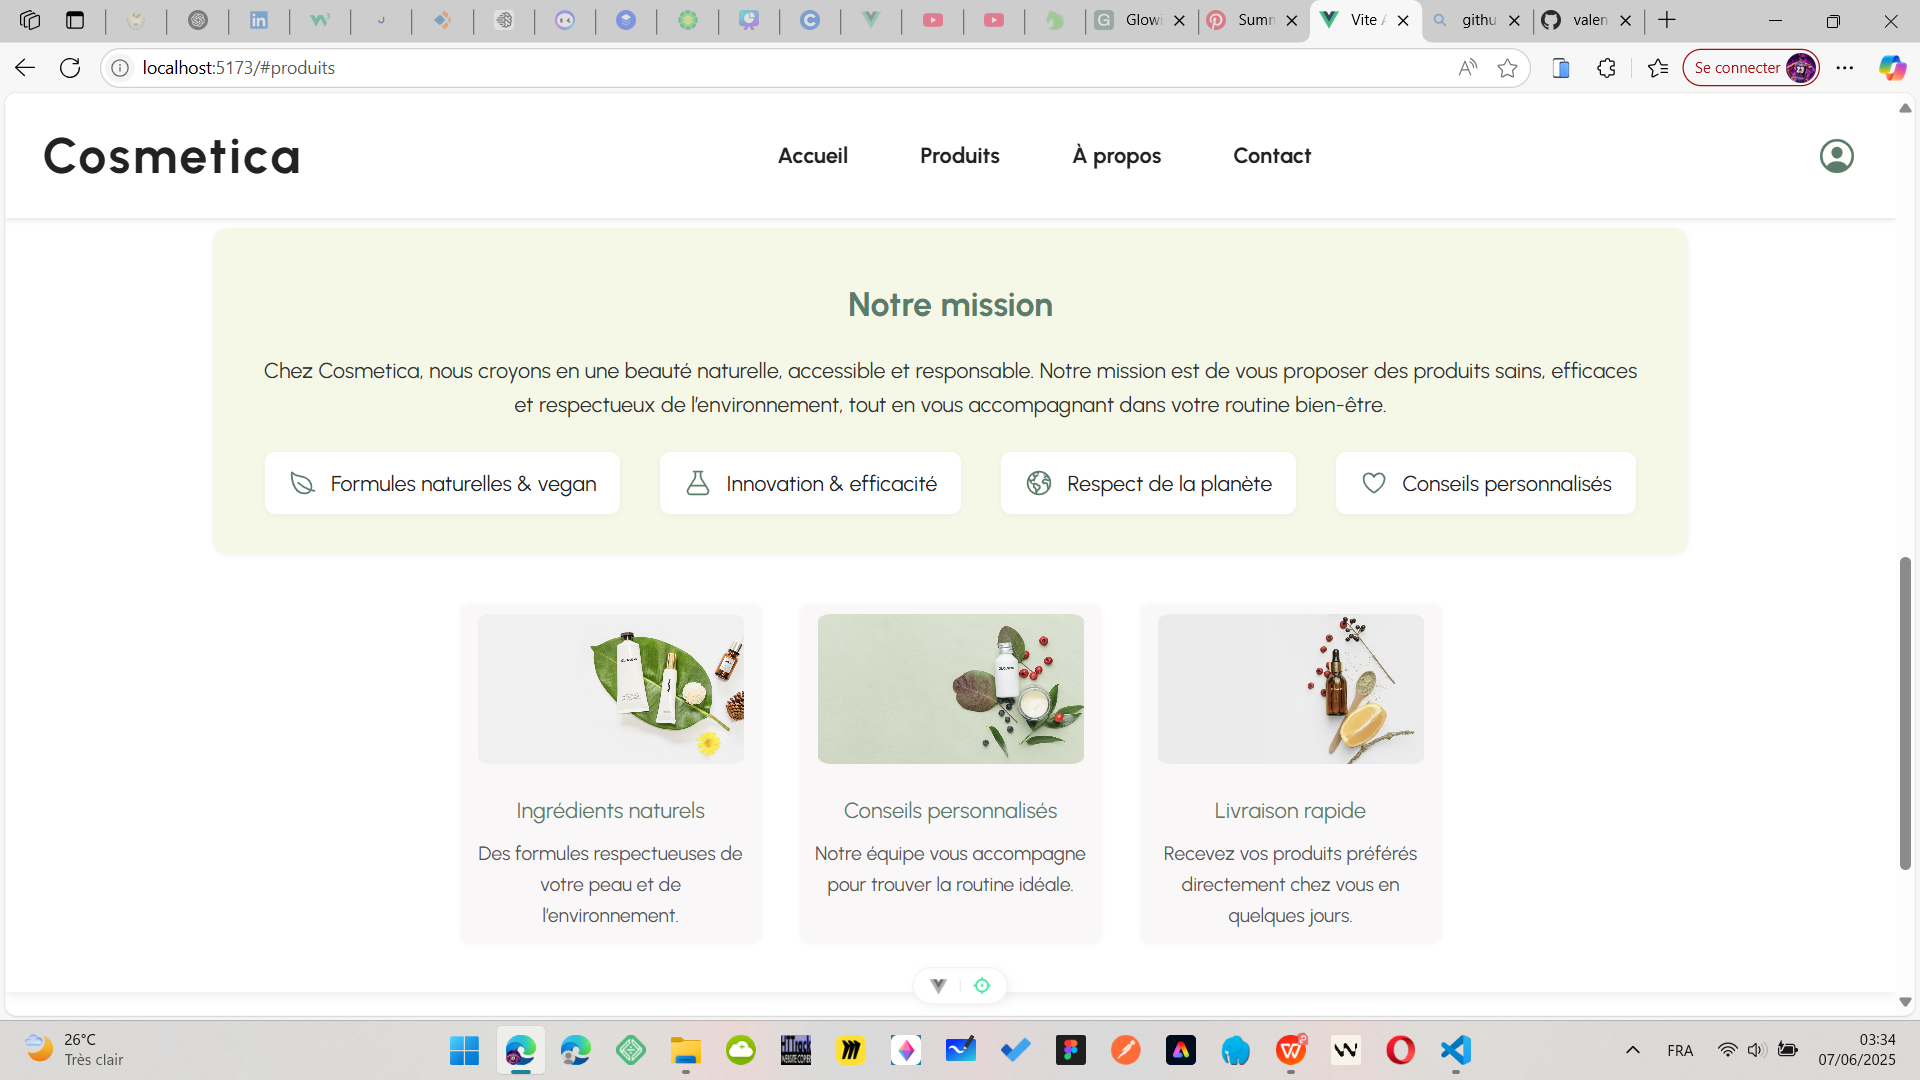 Glowi
Sumn
Vite A
githu
valen
localhost:5173/#produits
Se connecter
Cosmetica
Accueil
Produits
À propos
Contact
Notre mission
Chez Cosmetica, nous croyons en une beauté naturelle, accessible et responsable. Notre mission est de vous proposer des produits sains, efficaces
et respectueux de l'environnement, tout en vous accompagnant dans votre routine bien-être.
Formules naturelles & vegan
Innovation & efficacité
Respect de la planète
Conseils personnalisés
Ingrédients naturels
Des formules respectueuses de
votre peau et de
l'environnement.
Conseils personnalisés
Notre équipe vous accompagne
pour trouver la routine idéale.
Livraison rapide
Recevez vos produits préférés
directement chez vous en
quelques jours.
26°C
Très clair
FRA
03:34
07/06/2025